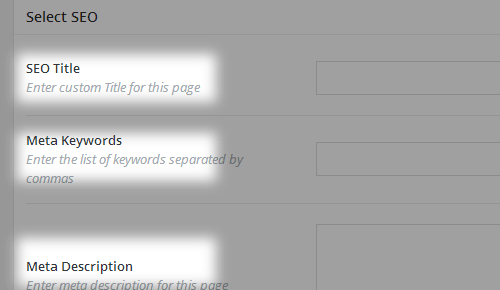 Select SEO
SEO Title
Enter custom Title for this page
Meta Keywords
Enter the list of keywords separated by
commas
Meta Description
Enter meta description for this page